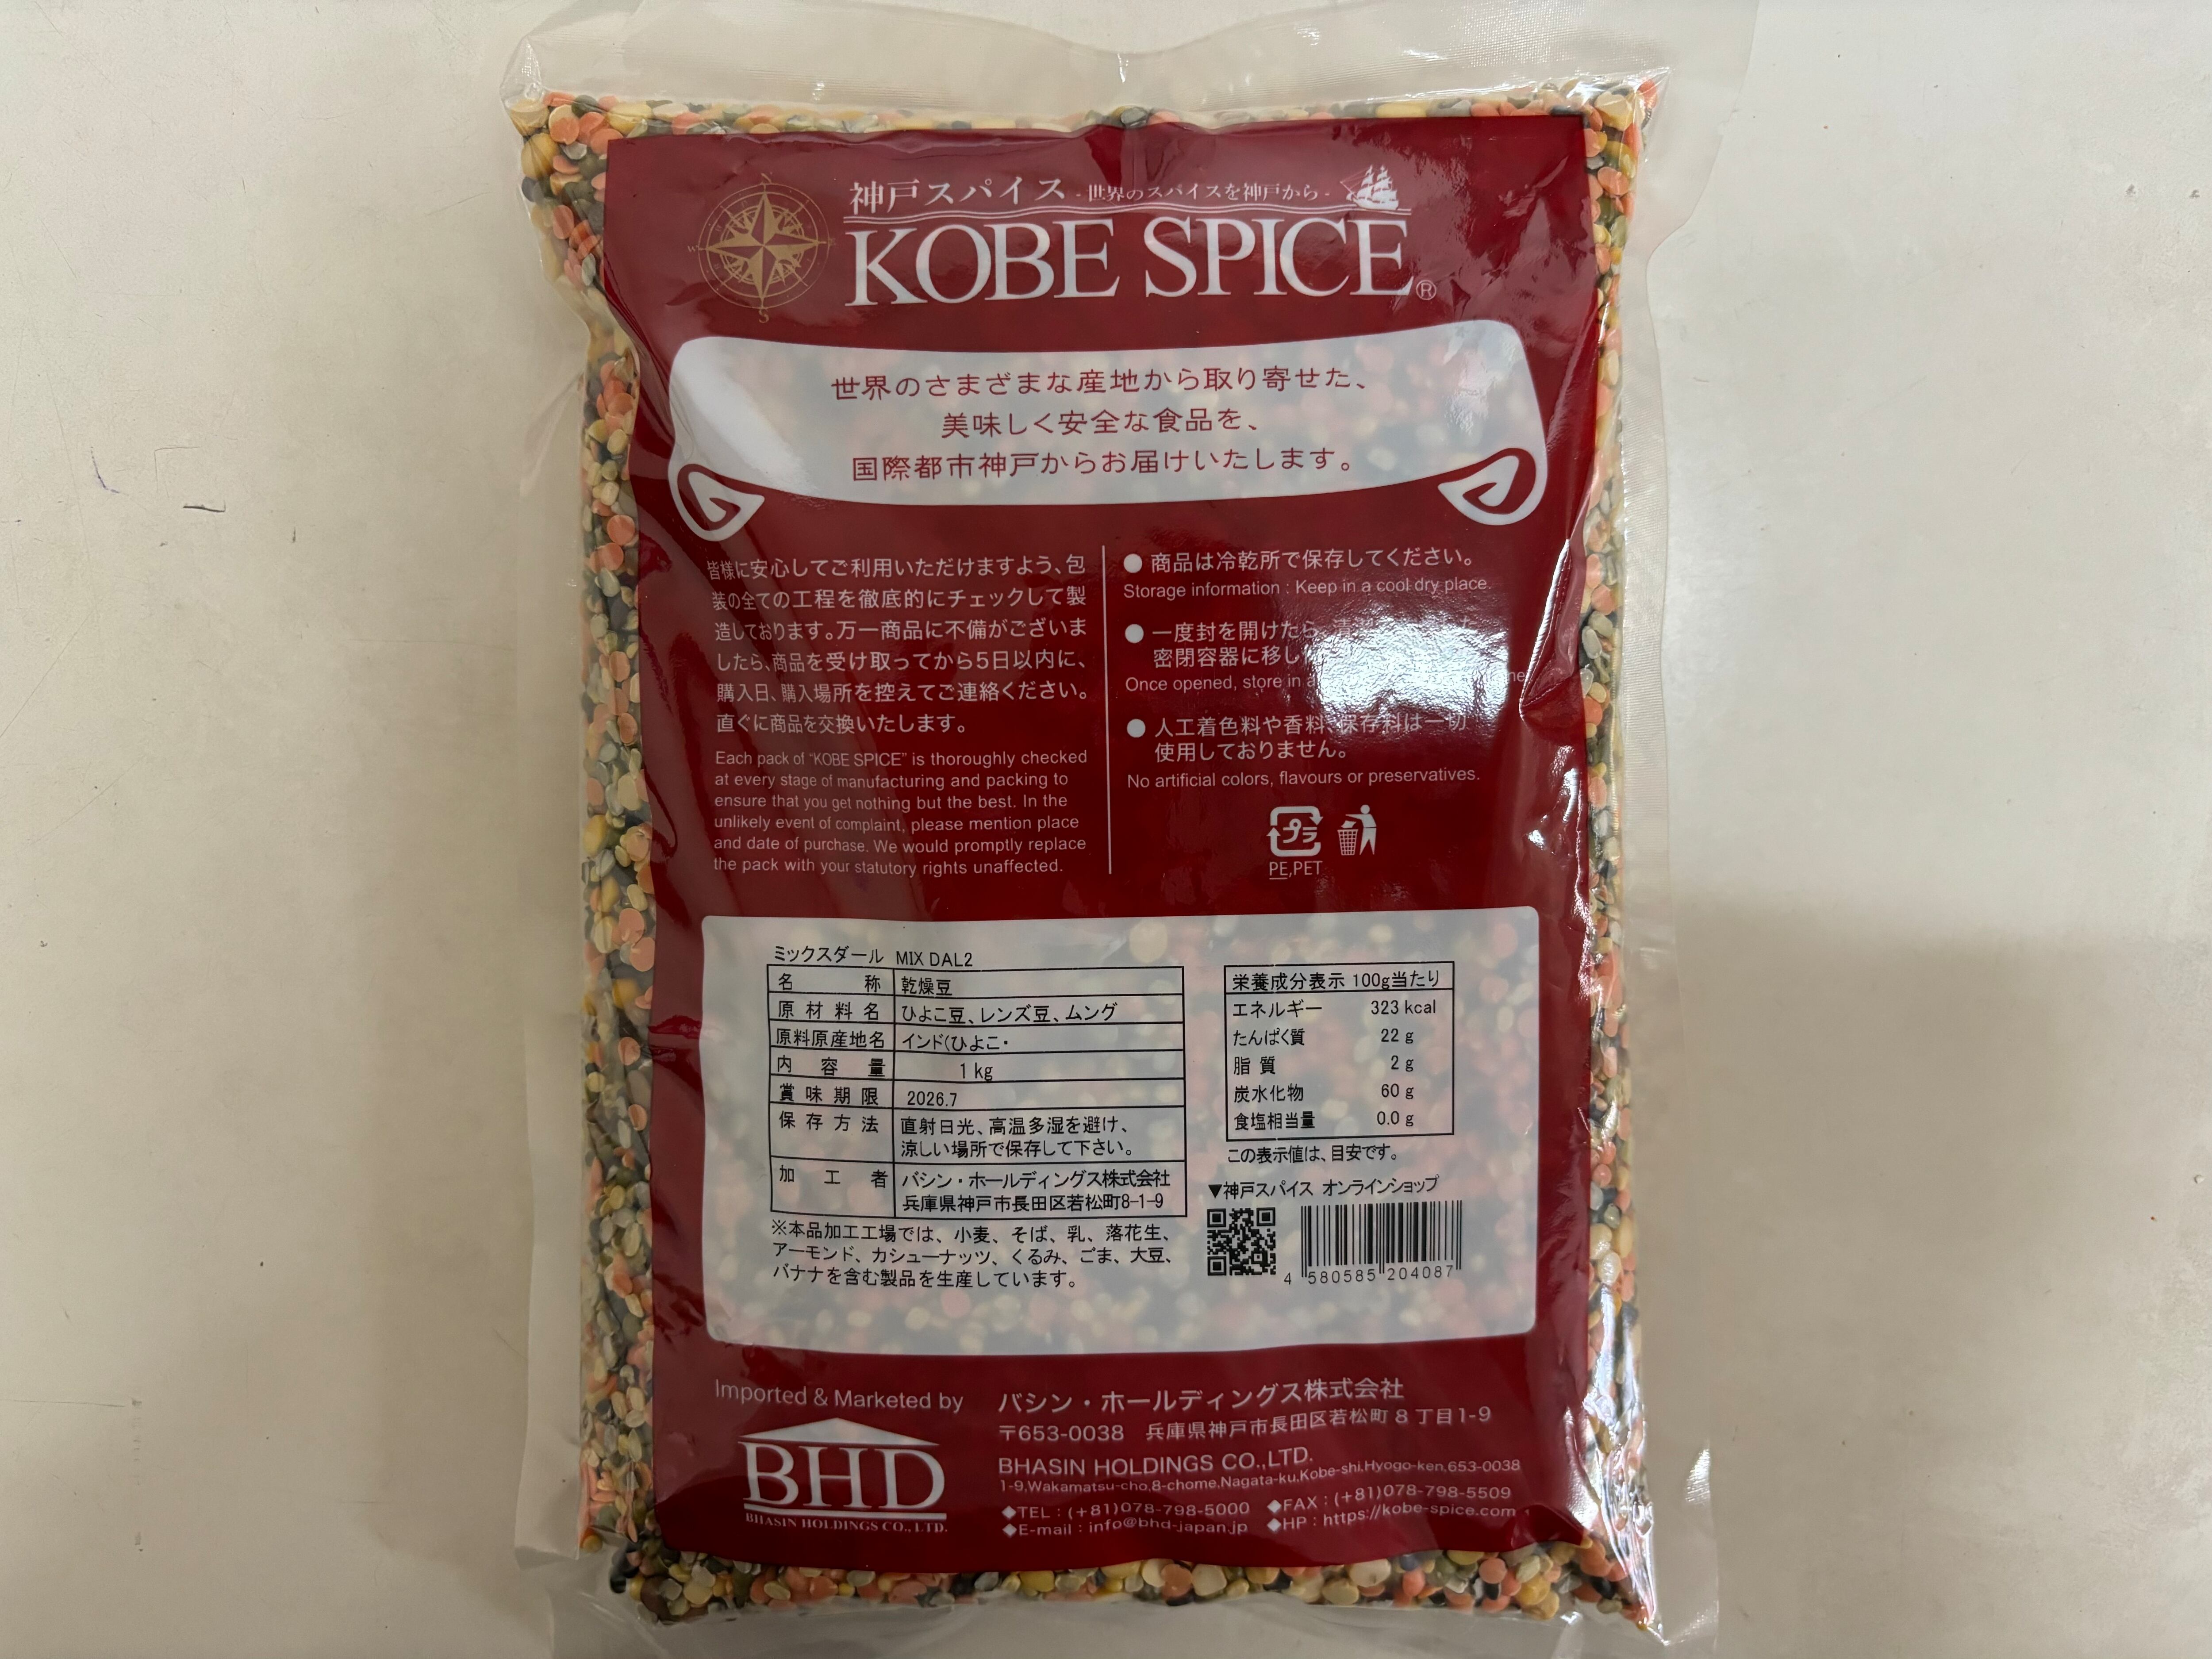 神戸スパイス - 世界のスパイスを神戸から -
KOBE SPICE®
世界のさまざまな産地から取り寄せた、
美味しく安全な食品を、
国際都市神戸からお届けいたします。
皆様に安心してご利用いただけますよう、包
装の全ての工程を徹底的にチェックして製
造しております。万一商品に不備がございま
したら、商品を受け取ってから5日以内に、
購入日、購入場所を控えてご連絡ください。
直ぐに商品を交換いたします。
Each pack of "KOBE SPICE" is thoroughly checked
at every stage of manufacturing and packing to
ensure that you get nothing but the best. In the
unlikely event of complaint, please mention place
and date of purchase. We would promptly replace
the pack with your statutory rights unaffected.
● 商品は冷乾所で保存してください。
Storage information : Keep in a cool dry place.
● 一度封を開けたら
密閉容器に移し
Once opened, store in
● 人工着色料や香料、保存料は一切
使用しておりません。
No artificial colors, flavours or preservatives.
プラ
PE,PET
ミックスダール MIX DAL2
名称 乾燥豆
原材料名 ひよこ豆、レンズ豆、ムング
原料原産地名 インド(ひよこ・
内容量 1 kg
賞味期限 2026.7
保存方法 直射日光、高温多湿を避け、
涼しい場所で保存して下さい。
加工者 バシン・ホールディングス株式会社
兵庫県神戸市長田区若松町8-1-9
※本品加工工場では、小麦、そば、乳、落花生、
アーモンド、カシューナッツ、くるみ、ごま、大豆、
バナナを含む製品を生産しています。
栄養成分表示 100g当たり
エネルギー 323 kcal
たんぱく質 22 g
脂質 2 g
炭水化物 60 g
食塩相当量 0.0 g
この表示値は、目安です。
▼神戸スパイス オンラインショップ
4 580585 204087
Imported & Marketed by
BHD
BHASIN HOLDINGS CO., LTD.
バシン・ホールディングス株式会社
〒653-0038 兵庫県神戸市長田区若松町 8 丁目1-9
BHASIN HOLDINGS CO.,LTD.
1-9,Wakamatsu-cho,8-chome,Nagata-ku,Kobe-shi,Hyogo-ken,653-0038
◆TEL : (+81)078-798-5000 ◆FAX : (+81)078-798-5509
◆E-mail : info@bhd-japan.jp ◆HP : https://kobe-spice.com